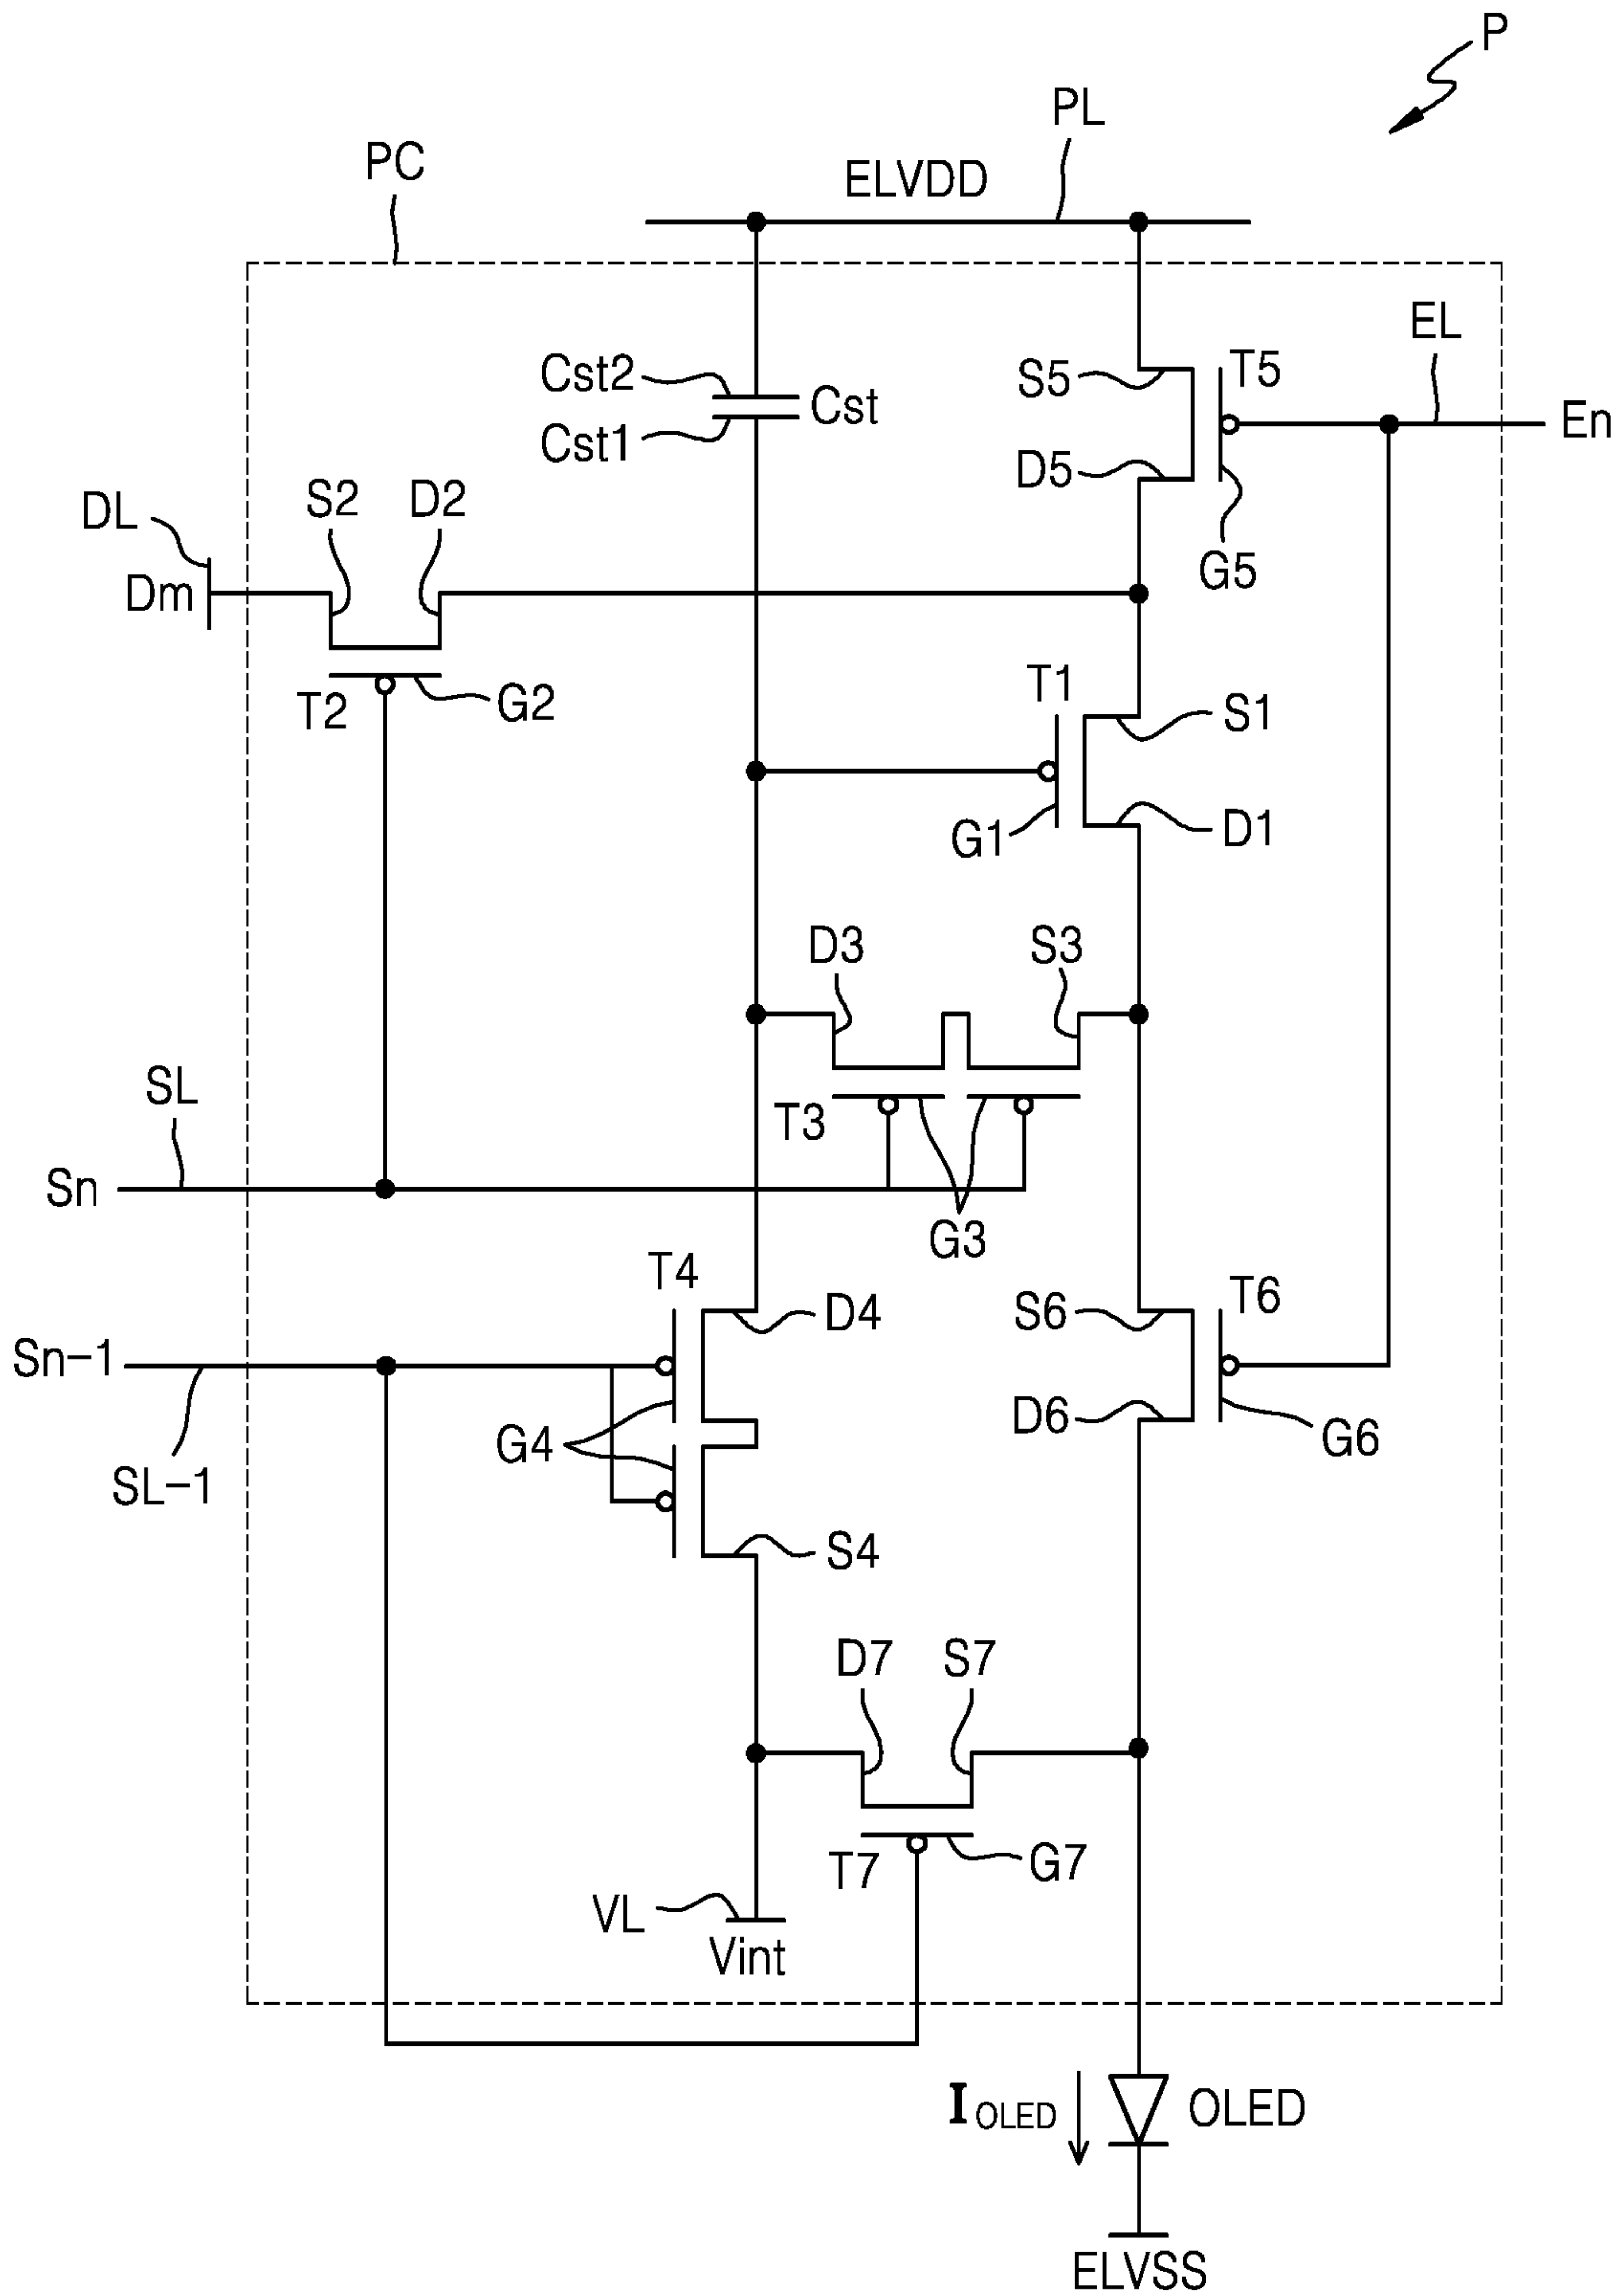 P
PL
ELVDD
PC
EL
En
Cst2
Cst
Cst1
S5
T5
D5
G5
DL
S2
D2
Dm
T2
G2
T1
S1
G1
D1
D3
S3
SL
T3
Sn
G3
T4
D4
S6
T6
Sn-1
G4
D6
G6
SL-1
S4
D7
S7
T7
G7
VL
Vint
IOLED
OLED
ELVSS